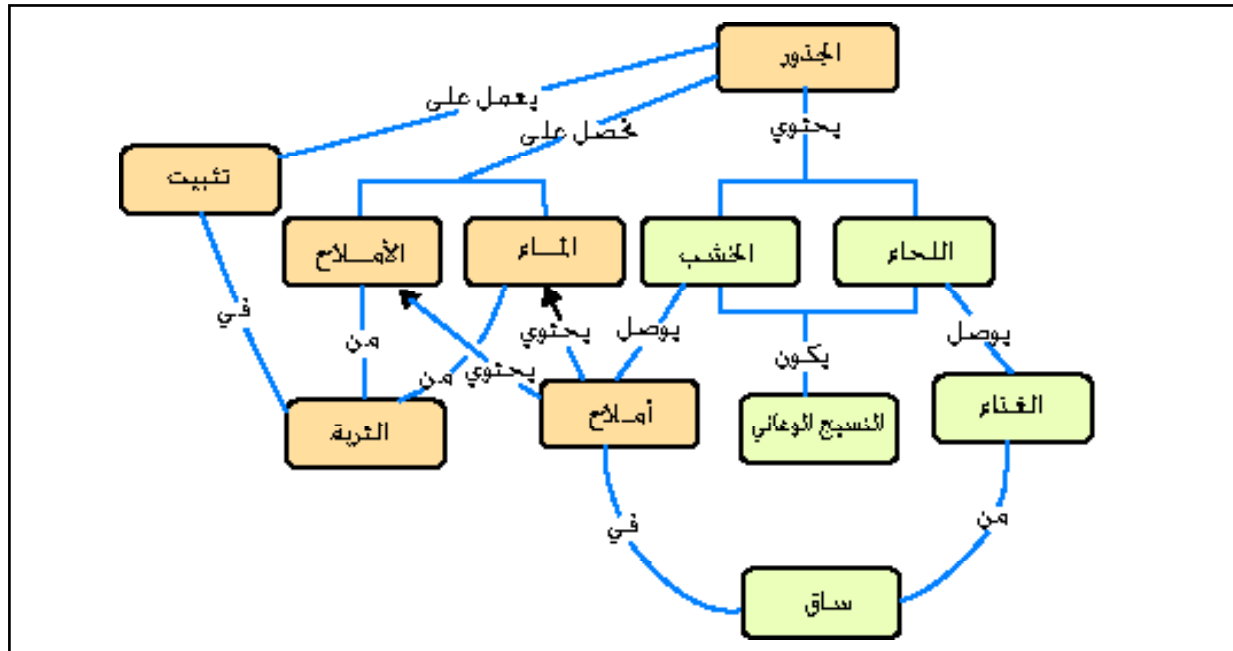 الجذور
يعمل على
تحصل على
يحتوي
تثبيت
الأملاح
الماء
الخشب
اللحاء
في
من
من
يحتوي
يحتوي
يوصل
يكون
يوصل
التربة
أملاح
النسيج الوعائي
الغذاء
في
من
ساق